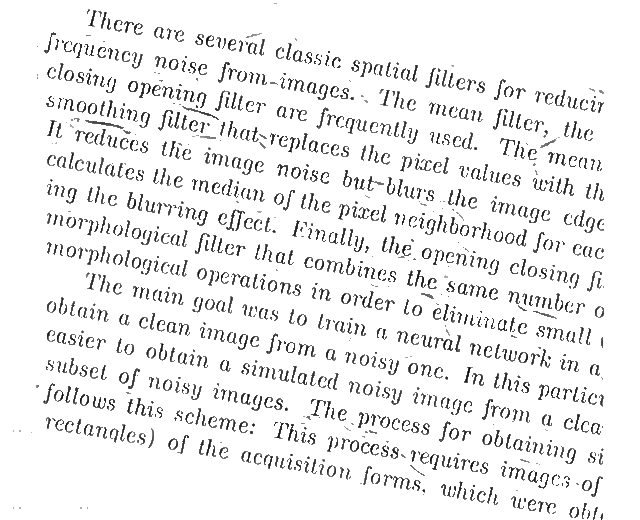 There are several classic spatial filters for reducin
frequency noise from images. The mean filter, the
closing opening filter are frequently used. The mean
smoothing filter that replaces the pixel values with th
It reduces the image noise but blurs the image edge
calculates the median of the pixel neighborhood for eac
ing the blurring effect. Finally, the opening closing fi
morphological filter that combines the same number o
morphological operations in order to eliminate small
The main goal was to train a neural network in a
obtain a clean image from a noisy one. In this particu
easier to obtain a simulated noisy image from a clea
subset of noisy images. The process for obtaining si
follows this scheme: This process requires images of
rectangles) of the acquisition forms, which were obt